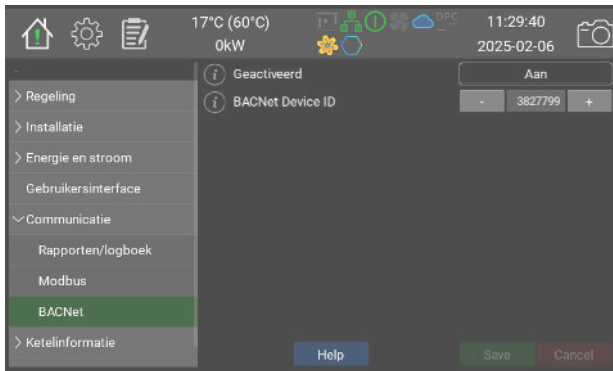 17°C (60°C)
0kW
DPC
11:29:40
2025-02-06
-
Geactiveerd
Aan
Regeling
BACNet Device ID
- 3827799 +
Installatie
Energie en stroom
Gebruikersinterface
Communicatie
Rapporten/logboek
Modbus
BACNet
Ketelinformatie
Help
Save
Cancel